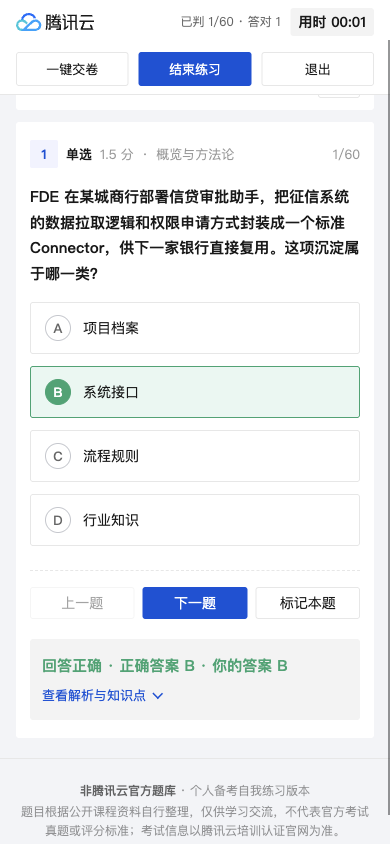 腾讯云
已判 1/60 · 答对 1
用时 00:01
一键交卷
结束练习
退出
1 单选 1.5 分 · 概览与方法论 1/60
FDE 在某城商行部署信贷审批助手，把征信系统
的数据拉取逻辑和权限申请方式封装成一个标准
Connector，供下一家银行直接复用。这项沉淀属
于哪一类？
A 项目档案
B 系统接口
C 流程规则
D 行业知识
上一题
下一题
标记本题
回答正确 · 正确答案 B · 你的答案 B
查看解析与知识点
非腾讯云官方题库 · 个人备考自我练习版本
题目根据公开课程资料自行整理，仅供学习交流，不代表官方考试
真题或评分标准；考试信息以腾讯云培训认证官网为准。